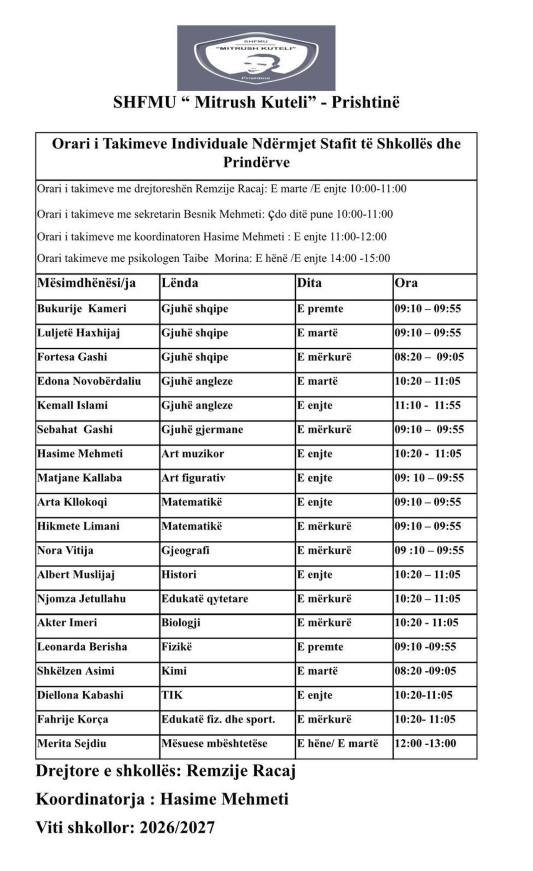 SHFMU
"MITRUSH KUTELI"
Prishtinë
SHFMU “ Mitrush Kuteli” - Prishtinë
Orari i Takimeve Individuale Ndërmjet Stafit të Shkollës dhe
Prindërve
Orari i takimeve me drejtoreshën Remzije Racaj: E marte /E enjte 10:00-11:00
Orari i takimeve me sekretarin Besnik Mehmeti: Çdo ditë pune 10:00-11:00
Orari i takimeve me koordinatoren Hasime Mehmeti : E enjte 11:00-12:00
Orari takimeve me psikologen Taibe Morina: E hënë /E enjte 14:00 -15:00
Mësimdhënësi/ja Lënda Dita Ora
Bukurije Kameri Gjuhë shqipe E premte 09:10 – 09:55
Luljetë Haxhijaj Gjuhë shqipe E martë 09:10 – 09:55
Fortesa Gashi Gjuhë shqipe E mërkurë 08:20 – 09:05
Edona Novobërdaliu Gjuhë angleze E martë 10:20 – 11:05
Kemall Islami Gjuhë angleze E enjte 11:10 - 11:55
Sebahat Gashi Gjuhë gjermane E mërkurë 09:10 – 09:55
Hasime Mehmeti Art muzikor E enjte 10:20 - 11:05
Matjane Kallaba Art figurativ E enjte 09: 10 – 09:55
Arta Kllokoqi Matematikë E enjte 09:10 – 09:55
Hikmete Limani Matematikë E mërkurë 09:10 – 09:55
Nora Vitija Gjeografi E mërkurë 09 :10 – 09:55
Albert Muslijaj Histori E enjte 10:20 – 11:05
Njomza Jetullahu Edukatë qytetare E mërkurë 10:20 – 11:05
Akter Imeri Biologji E mërkurë 10:20 - 11:05
Leonarda Berisha Fizikë E premte 09:10 -09:55
Shkëlzen Asimi Kimi E martë 08:20 -09:05
Diellona Kabashi TIK E enjte 10:20-11:05
Fahrije Korça Edukatë fiz. dhe sport. E mërkurë 10:20- 11:05
Merita Sejdiu Mësuese mbështetëse E hëne/ E martë 12:00 -13:00
Drejtore e shkollës: Remzije Racaj
Koordinatorja : Hasime Mehmeti
Viti shkollor: 2026/2027